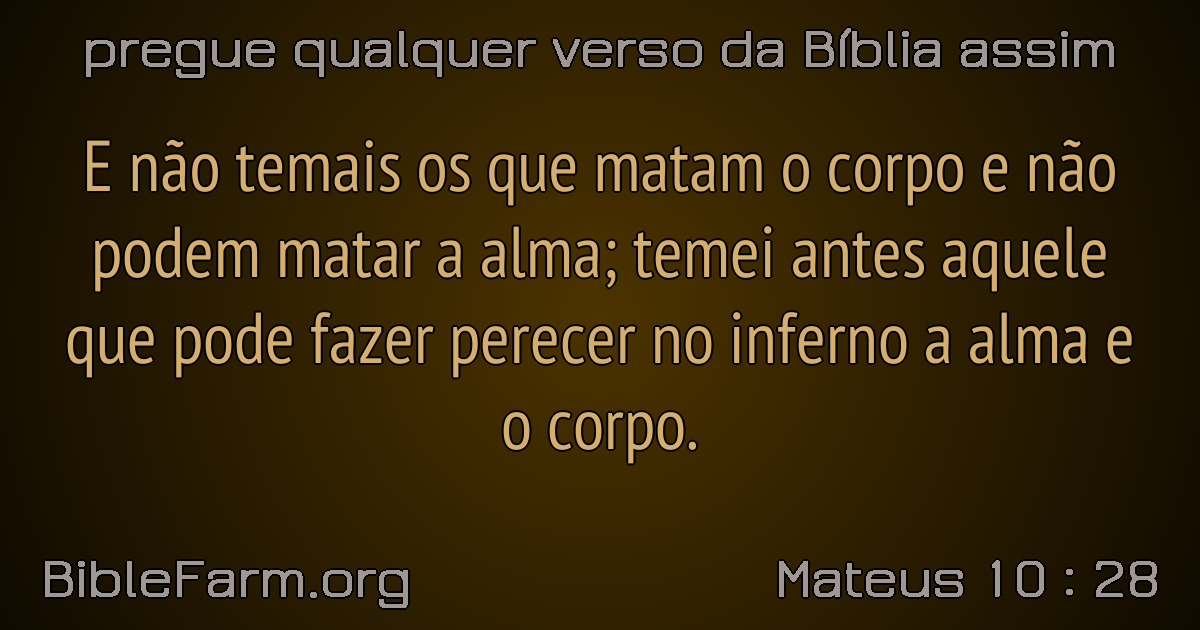 pregue qualquer verso da Bíblia assim
E não temais os que matam o corpo e não
podem matar a alma; temei antes aquele
que pode fazer perecer no inferno a alma e
o corpo.
BibleFarm.org
Mateus 10 : 28